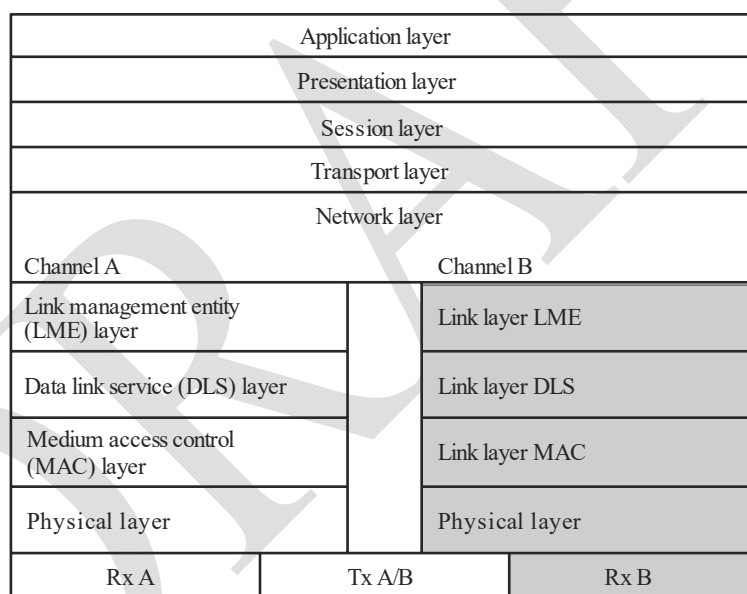 Application layer
Presentation layer
Session layer
Transport layer
Network layer
Channel A
Channel B
Link management entity
(LME) layer
Link layer LME
Data link service (DLS) layer
Link layer DLS
Medium access control
(MAC) layer
Link layer MAC
Physical layer
Physical layer
Rx A
Tx A/B
Rx B